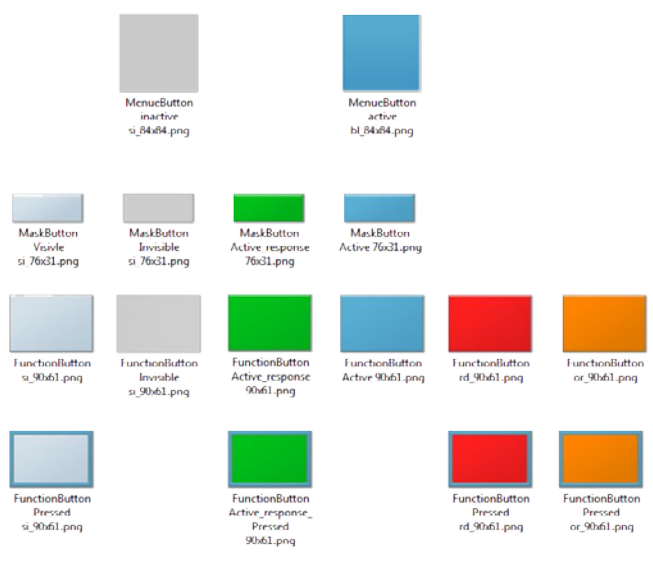 MenueButton
inactive
si_84x84.png
MenueButton
active
bl_84x84.png
MaskButton
Visivle
si_76x31.png
MaskButton
Invisible
si_76x31.png
MaskButton
Active_response
76x31.png
MaskButton
Active 76x31.png
FunctionButton
si_90x61.png
FunctionButton
Invisible
si_90x61.png
FunctionButton
Active_response
90x61.png
FunctionButton
Active 90x61.png
FunctionButton
rd_90x61.png
FunctionButton
or_90x61.png
FunctionButton
Pressed
si_90x61.png
FunctionButton
Active_response_
Pressed
90x61.png
FunctionButton
Pressed
rd_90x61.png
FunctionButton
Pressed
or_90x61.png